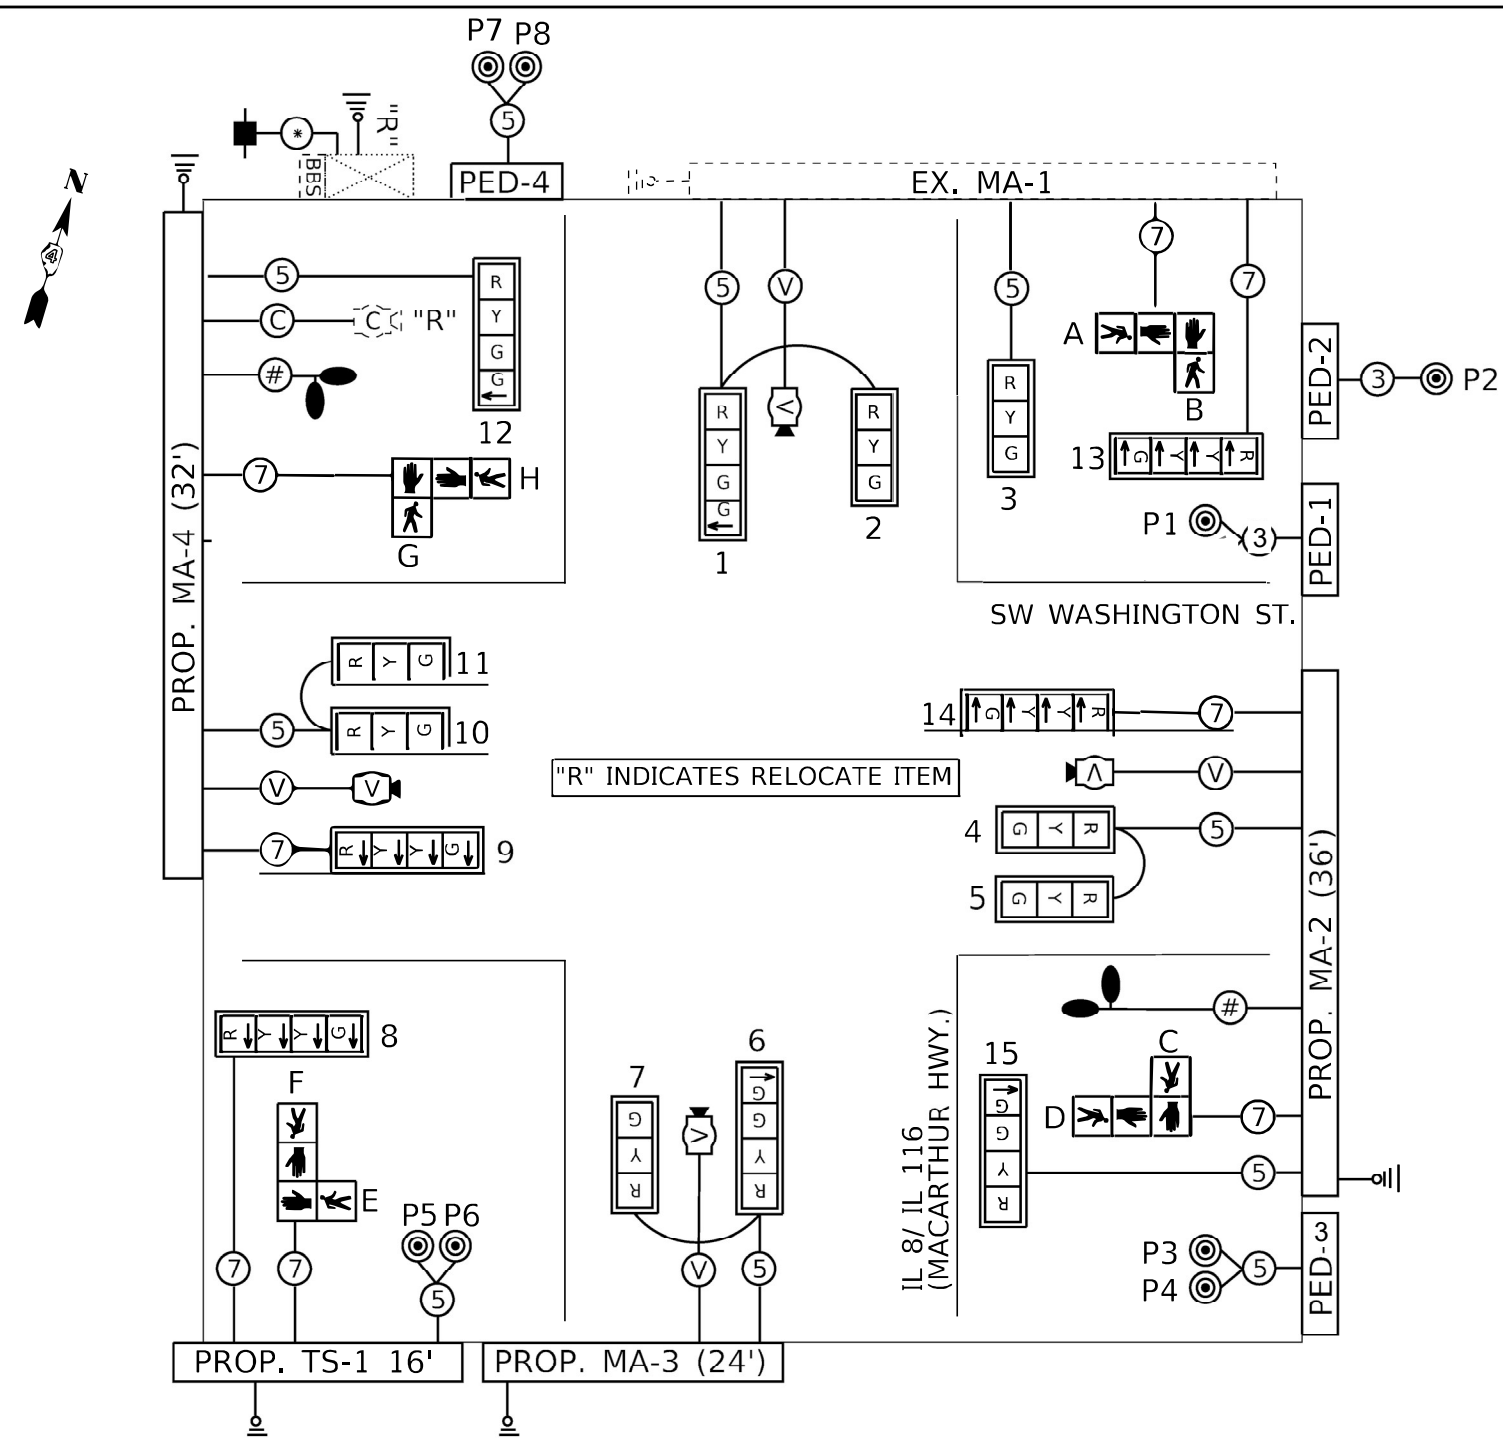 P7 P8
5
"R"
*
BBS
N
4
PED-4
EX. MA-1
PROP. MA-4 (32')
5
C
C "R"
#
7
R
Y
G
G
12
H
G
5
V
V
R
Y
G
G
1
R
Y
G
2
5
R
Y
G
3
7
7
A
B
13
G Y Y R
PED-2
3
P2
P1
(3)
PED-1
SW WASHINGTON ST.
R Y G 11
5
R Y G 10
V
V
7
R Y Y G 9
14
G Y Y R
7
V
V
4
G Y R
5
5
G Y R
"R" INDICATES RELOCATE ITEM
PROP. MA-2 (36')
#
R Y Y G 8
F
E
7
7
P5 P6
5
7
G
Y
R
6
G
G
Y
R
V
V
5
IL 8/ IL 116
(MACARTHUR HWY.)
15
G
G
Y
R
C
D
7
5
P3
P4
5
PED-3
PROP. TS-1 16'
PROP. MA-3 (24')